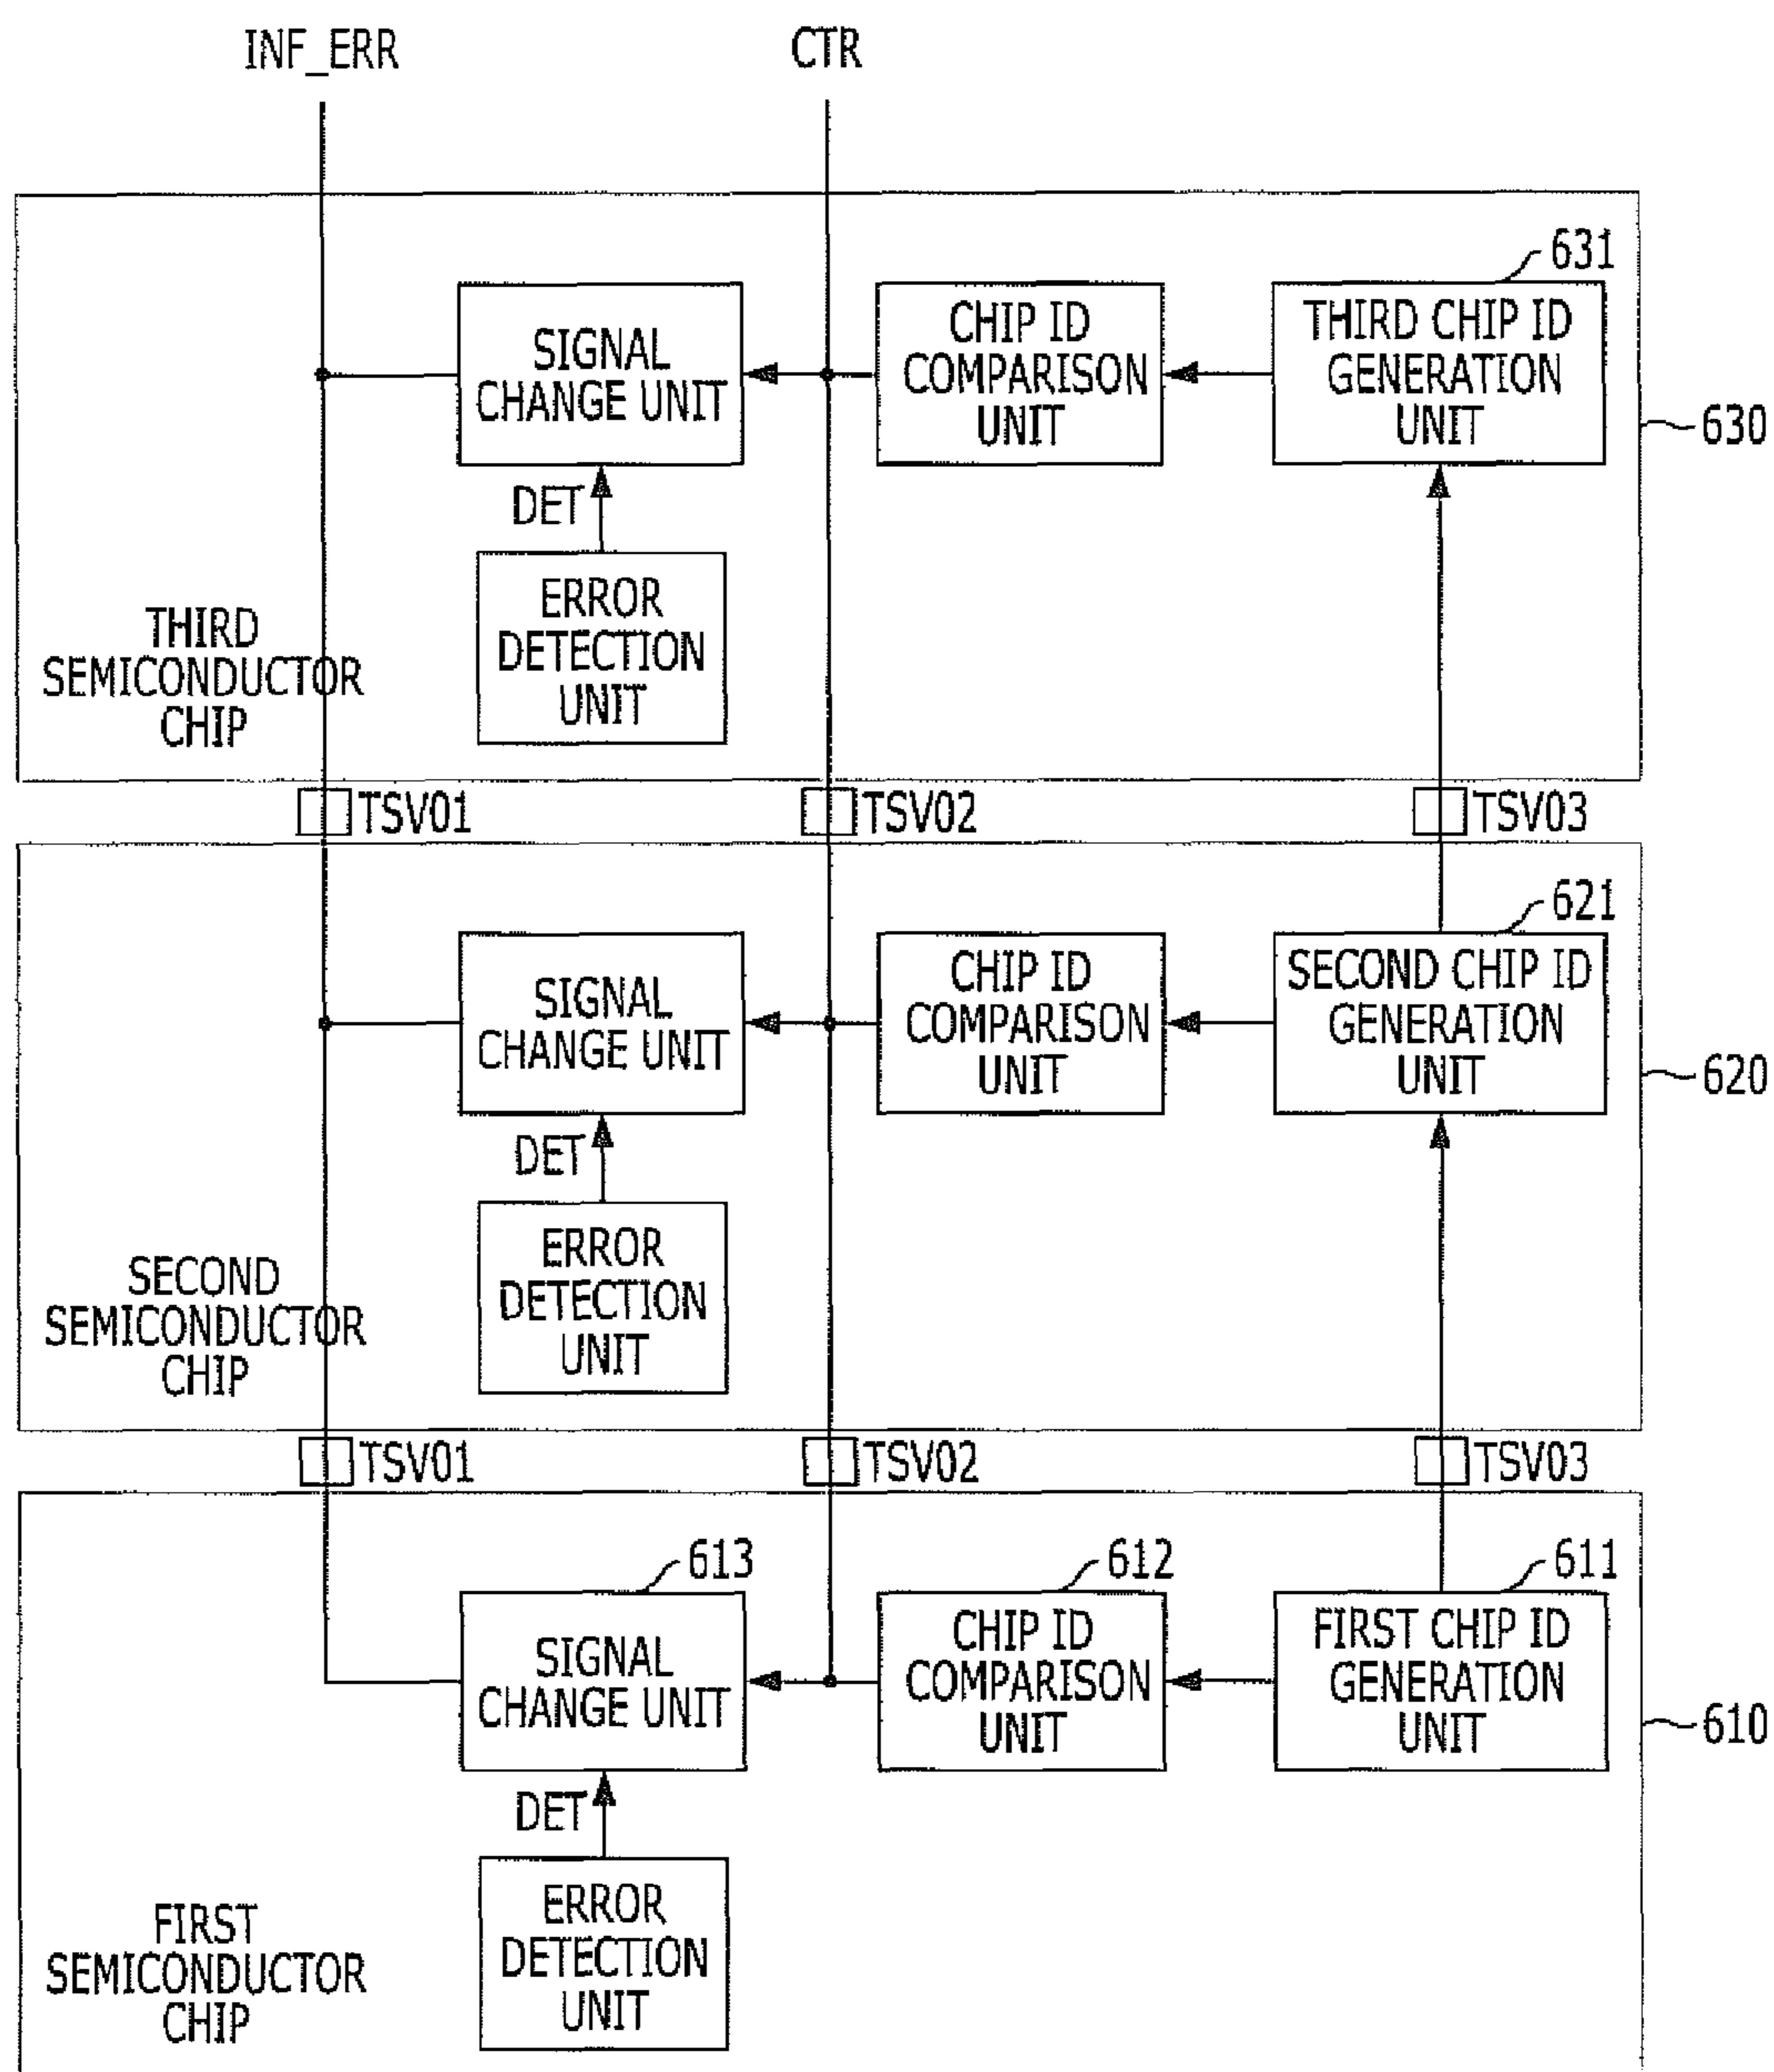 INF_ERR
CTR
631
SIGNAL
CHANGE UNIT
CHIP ID
COMPARISON
UNIT
THIRD CHIP ID
GENERATION
UNIT
630
DET
ERROR
DETECTION
UNIT
THIRD
SEMICONDUCTOR
CHIP
TSV01
TSV02
TSV03
621
SIGNAL
CHANGE UNIT
CHIP ID
COMPARISON
UNIT
SECOND CHIP ID
GENERATION
UNIT
620
DET
ERROR
DETECTION
UNIT
SECOND
SEMICONDUCTOR
CHIP
TSV01
TSV02
TSV03
613
612
611
SIGNAL
CHANGE UNIT
CHIP ID
COMPARISON
UNIT
FIRST CHIP ID
GENERATION
UNIT
610
DET
ERROR
DETECTION
UNIT
FIRST
SEMICONDUCTOR
CHIP